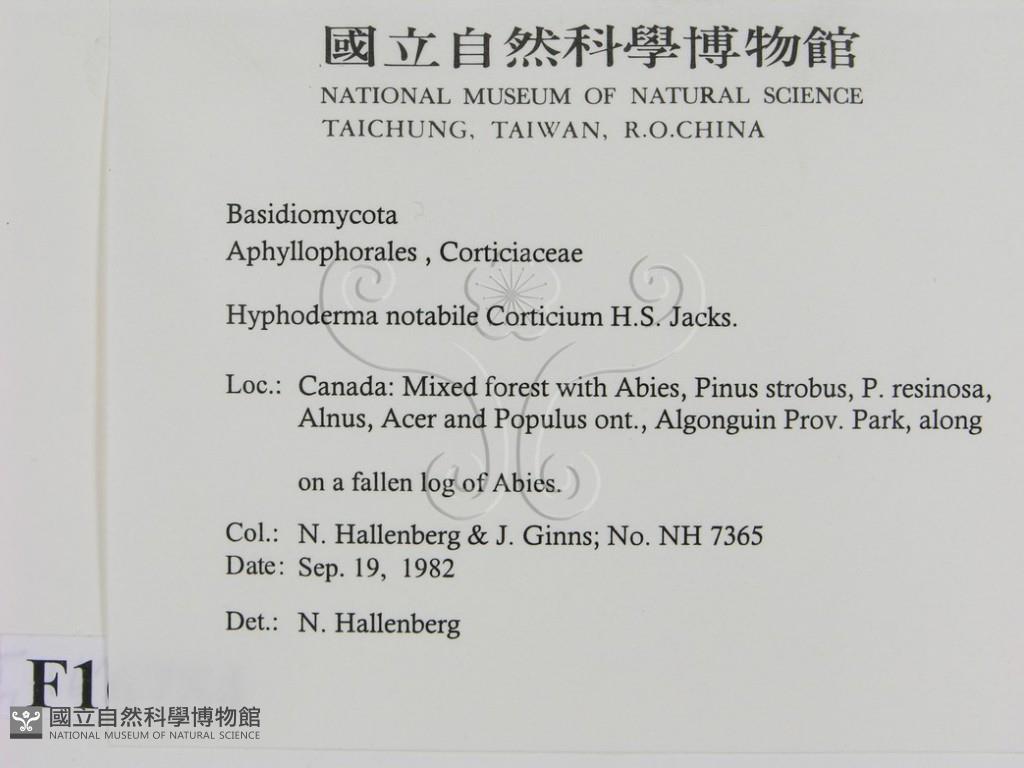 國立自然科學博物館
NATIONAL MUSEUM OF NATURAL SCIENCE
TAICHUNG, TAIWAN, R.O.CHINA
Basidiomycota
Aphyllophorales , Corticiaceae
Hyphoderma notabile Corticium H.S. Jacks.
Loc.: Canada: Mixed forest with Abies, Pinus strobus, P. resinosa,
Alnus, Acer and Populus ont., Algonguin Prov. Park, along
on a fallen log of Abies.
Col.: N. Hallenberg & J. Ginns; No. NH 7365
Date: Sep. 19, 1982
Det.: N. Hallenberg
F1
國立自然科學博物館
NATIONAL MUSEUM OF NATURAL SCIENCE